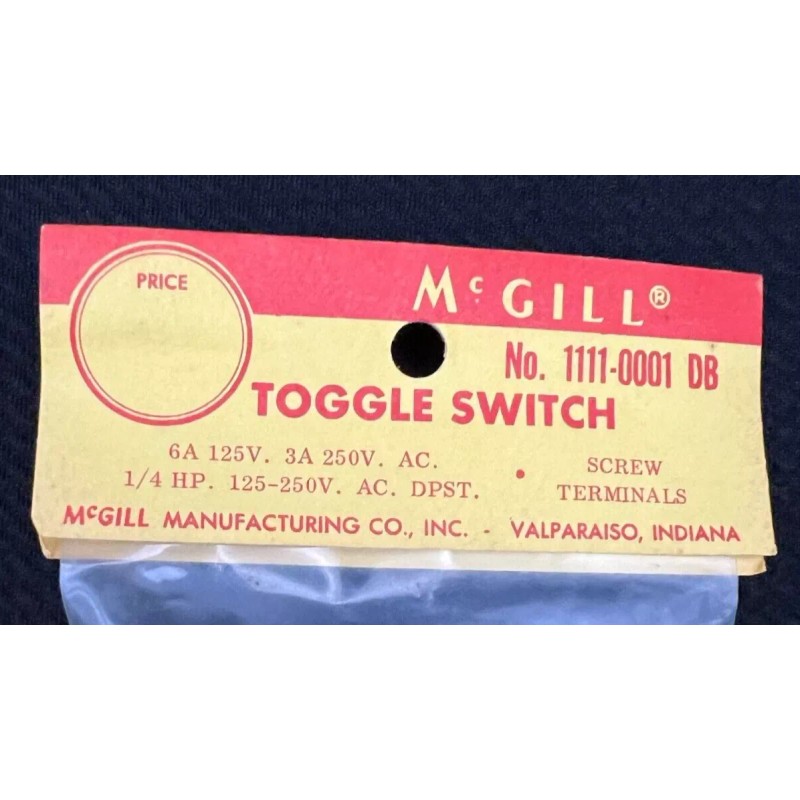 PRICE
McGILL®
No. 1111-0001 DB
TOGGLE SWITCH
6A 125V. 3A 250V. AC.
1/4 HP. 125-250V. AC. DPST.
• SCREW
TERMINALS
McGILL MANUFACTURING CO., INC. - VALPARAISO, INDIANA